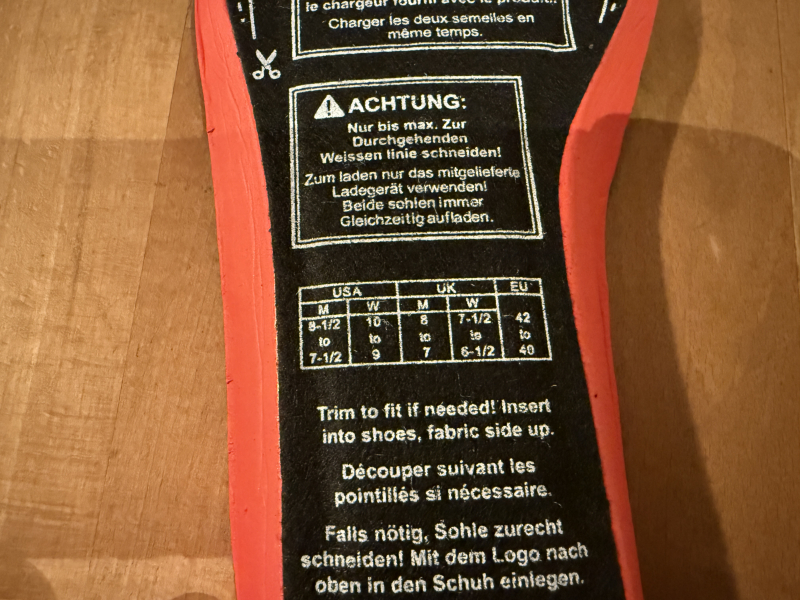 le chargeur fourni avec le produit.
Charger les deux semelles en
même temps.
ACHTUNG:
Nur bis max. Zur
Durchgehenden
Weissen linie schneiden!
Zum laden nur das mitgelieferte
Ladegerät verwenden!
Beide sohlen immer
Gleichzeitig aufladen.
USA UK EU
M W M W
8-1/2 10 8 7-1/2 42
to to to to to
7-1/2 9 7 6-1/2 40
Trim to fit if needed! Insert
into shoes, fabric side up.
Découper suivant les
pointillés si nécessaire.
Falls nötig, Sohle zurecht
schneiden! Mit dem Logo nach
oben in den Schuh einlegen.